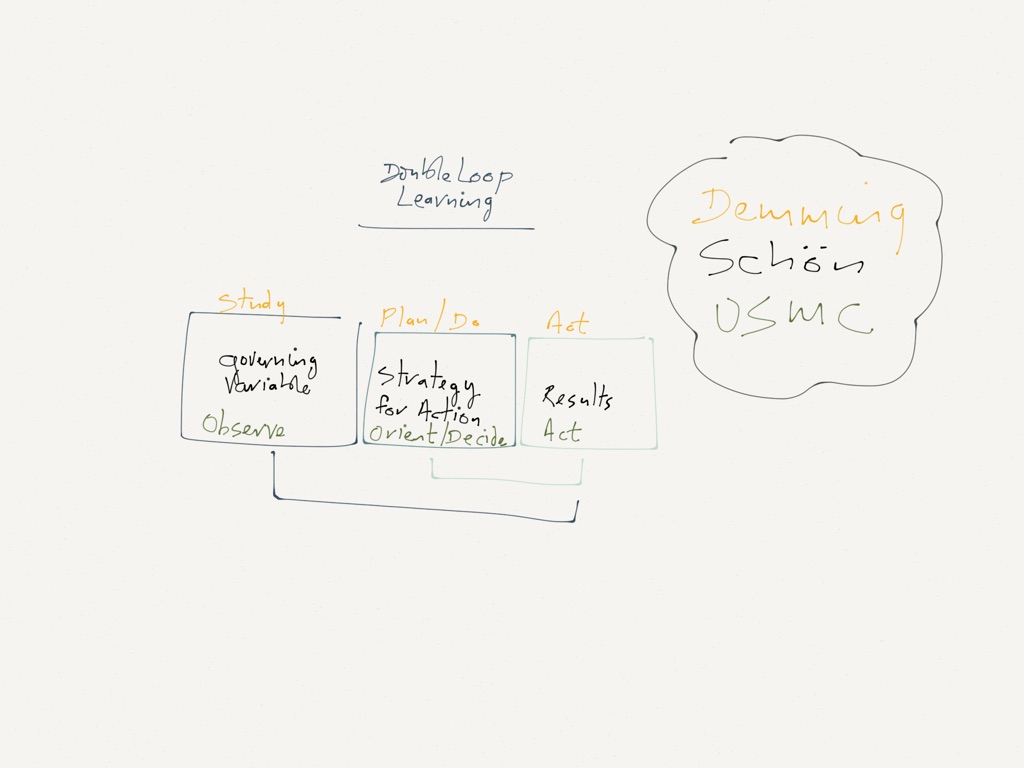 Double Loop
Learning
Demming
Schön
USMC
Study
governing
Variable
Observe
Plan/Do
Strategy
for Action
Orient/Decide
Act
Results
Act